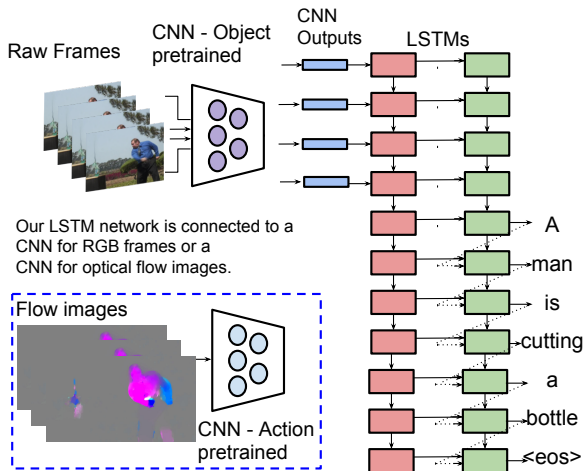 Raw Frames
CNN - Object
pretrained
CNN
Outputs
LSTMs
Our LSTM network is connected to a
CNN for RGB frames or a
CNN for optical flow images.
Flow images
CNN - Action
pretrained
A
man
is
cutting
a
bottle
<eos>